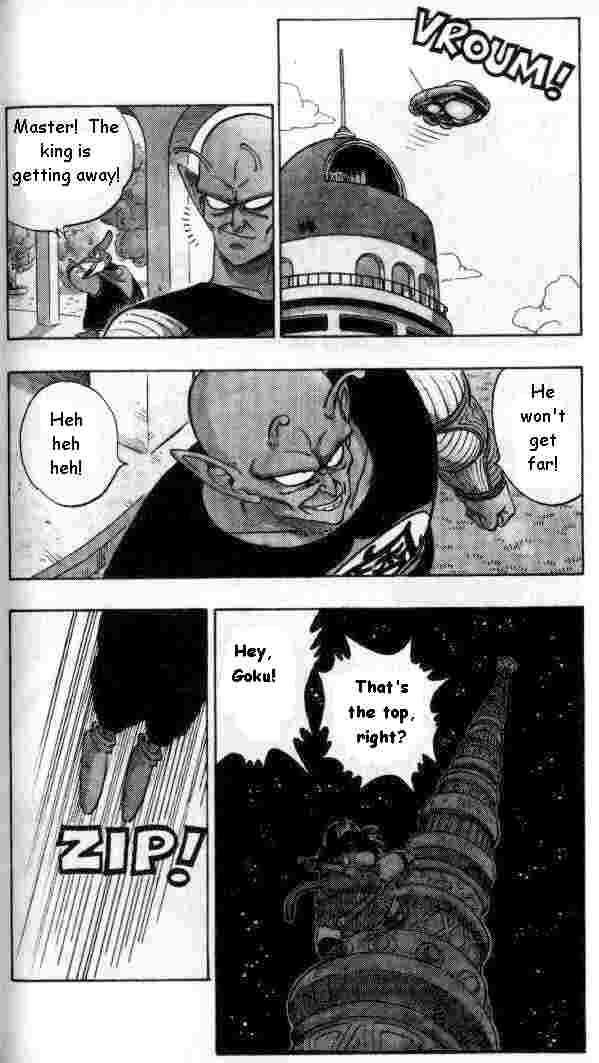 Master! The
king is
getting away!
VROUM!
Heh
heh
heh!
He
won't
get
far!
ZIP!
Hey,
Goku!
That's
the top,
right?